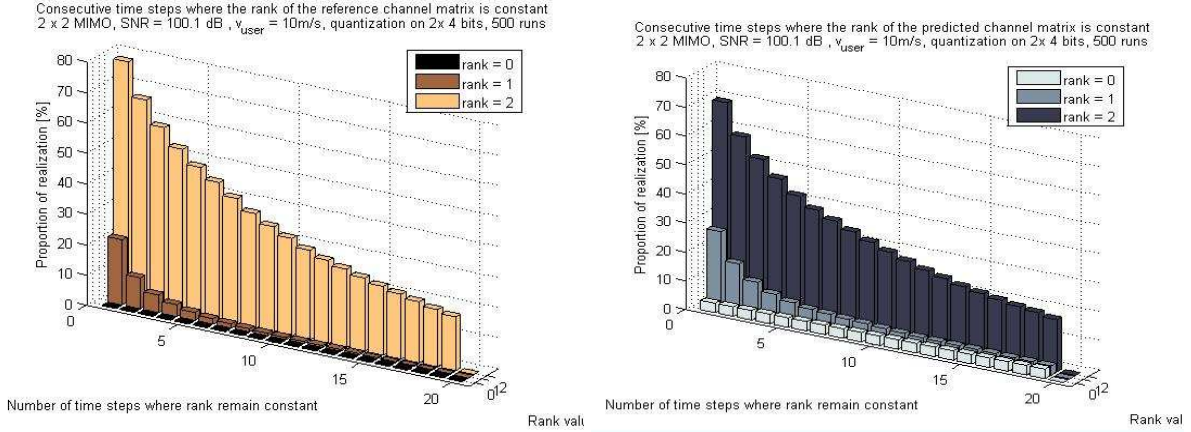 Consecutive time steps where the rank of the reference channel matrix is constant
2 x 2 MIMO, SNR = 100.1 dB , v_user = 10m/s, quantization on 2x 4 bits, 500 runs
rank = 0
rank = 1
rank = 2
Proportion of realization [%]
80
70
60
50
40
30
20
10
0
0
5
10
15
20
0
1
2
Number of time steps where rank remain constant
Rank valu
Consecutive time steps where the rank of the predicted channel matrix is constant
2 x 2 MIMO, SNR = 100.1 dB , v_user = 10m/s, quantization on 2x 4 bits, 500 runs
rank = 0
rank = 1
rank = 2
Proportion of realization [%]
80
70
60
50
40
30
20
10
0
0
5
10
15
20
0
1
2
Number of time steps where rank remain constant
Rank val